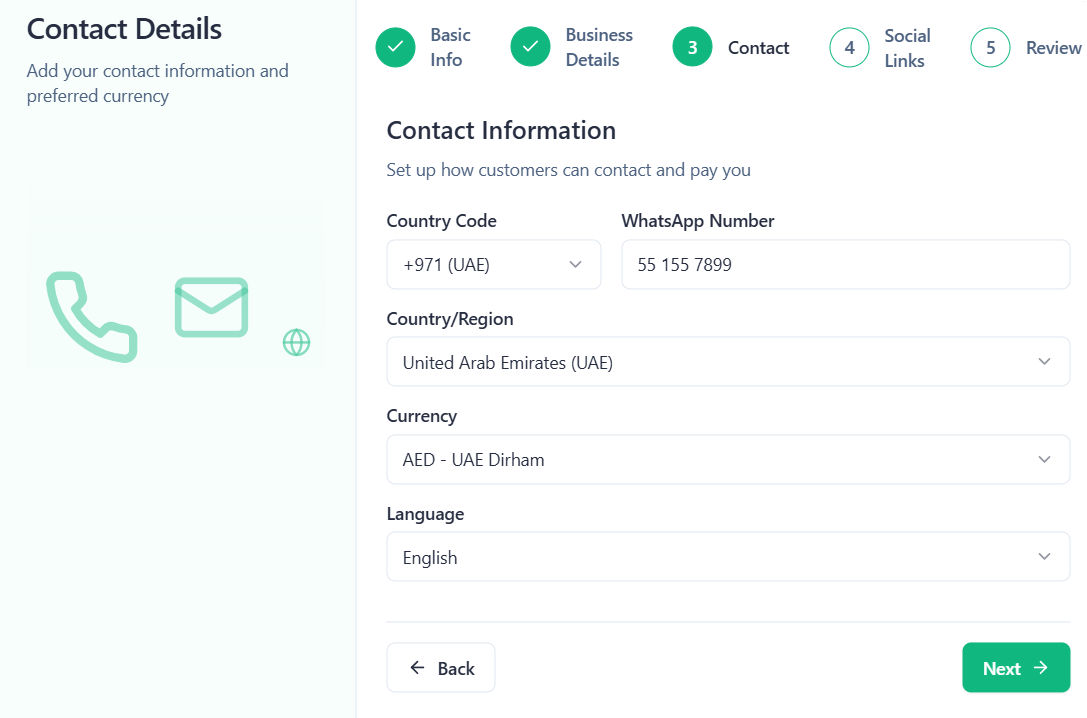 Contact Details
Add your contact information and
preferred currency
Basic
Info
Business
Details
3
Contact
4
Social
Links
5
Review
Contact Information
Set up how customers can contact and pay you
Country Code
WhatsApp Number
+971 (UAE)
55 155 7899
Country/Region
United Arab Emirates (UAE)
Currency
AED - UAE Dirham
Language
English
Back
Next